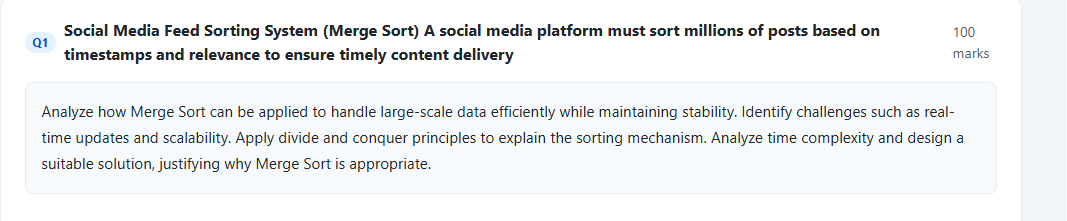 Q1
Social Media Feed Sorting System (Merge Sort) A social media platform must sort millions of posts based on
timestamps and relevance to ensure timely content delivery
100
marks
Analyze how Merge Sort can be applied to handle large-scale data efficiently while maintaining stability. Identify challenges such as real-
time updates and scalability. Apply divide and conquer principles to explain the sorting mechanism. Analyze time complexity and design a
suitable solution, justifying why Merge Sort is appropriate.